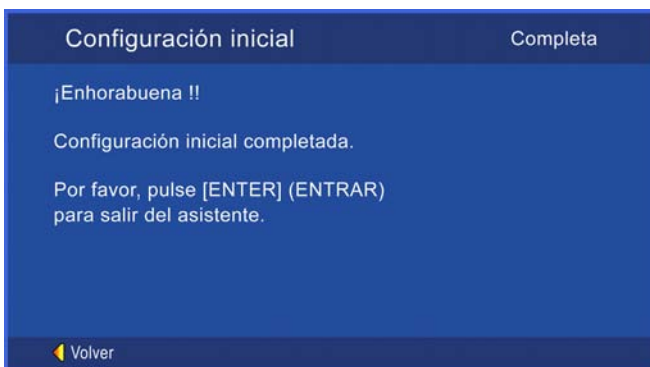 Configuración inicial Completa
¡Enhorabuena !!
Configuración inicial completada.
Por favor, pulse [ENTER] (ENTRAR)
para salir del asistente.
Volver